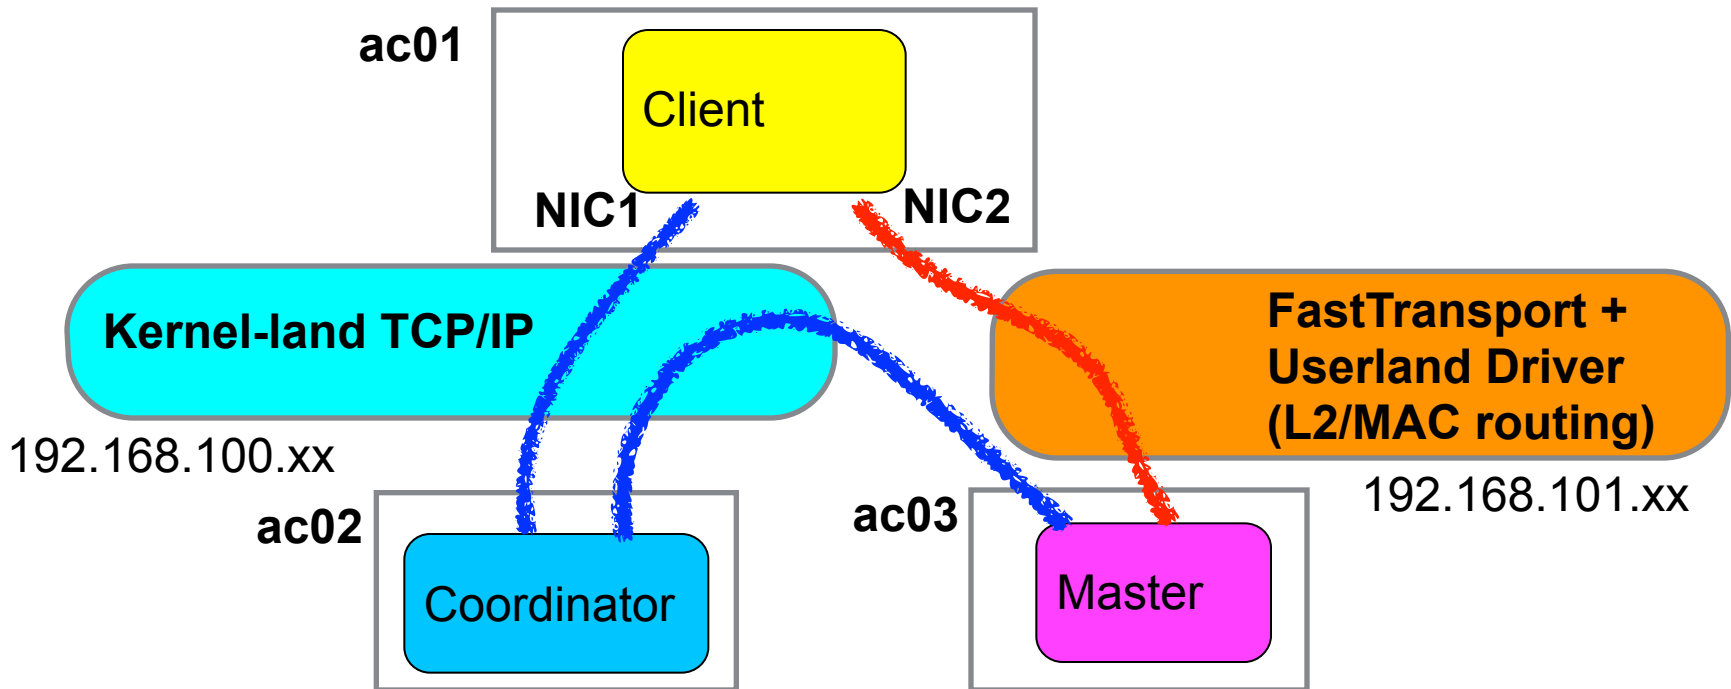 ac01
Client
NIC1
NIC2
Kernel-land TCP/IP
FastTransport +
Userland Driver
(L2/MAC routing)
192.168.100.xx
192.168.101.xx
ac02
ac03
Coordinator
Master